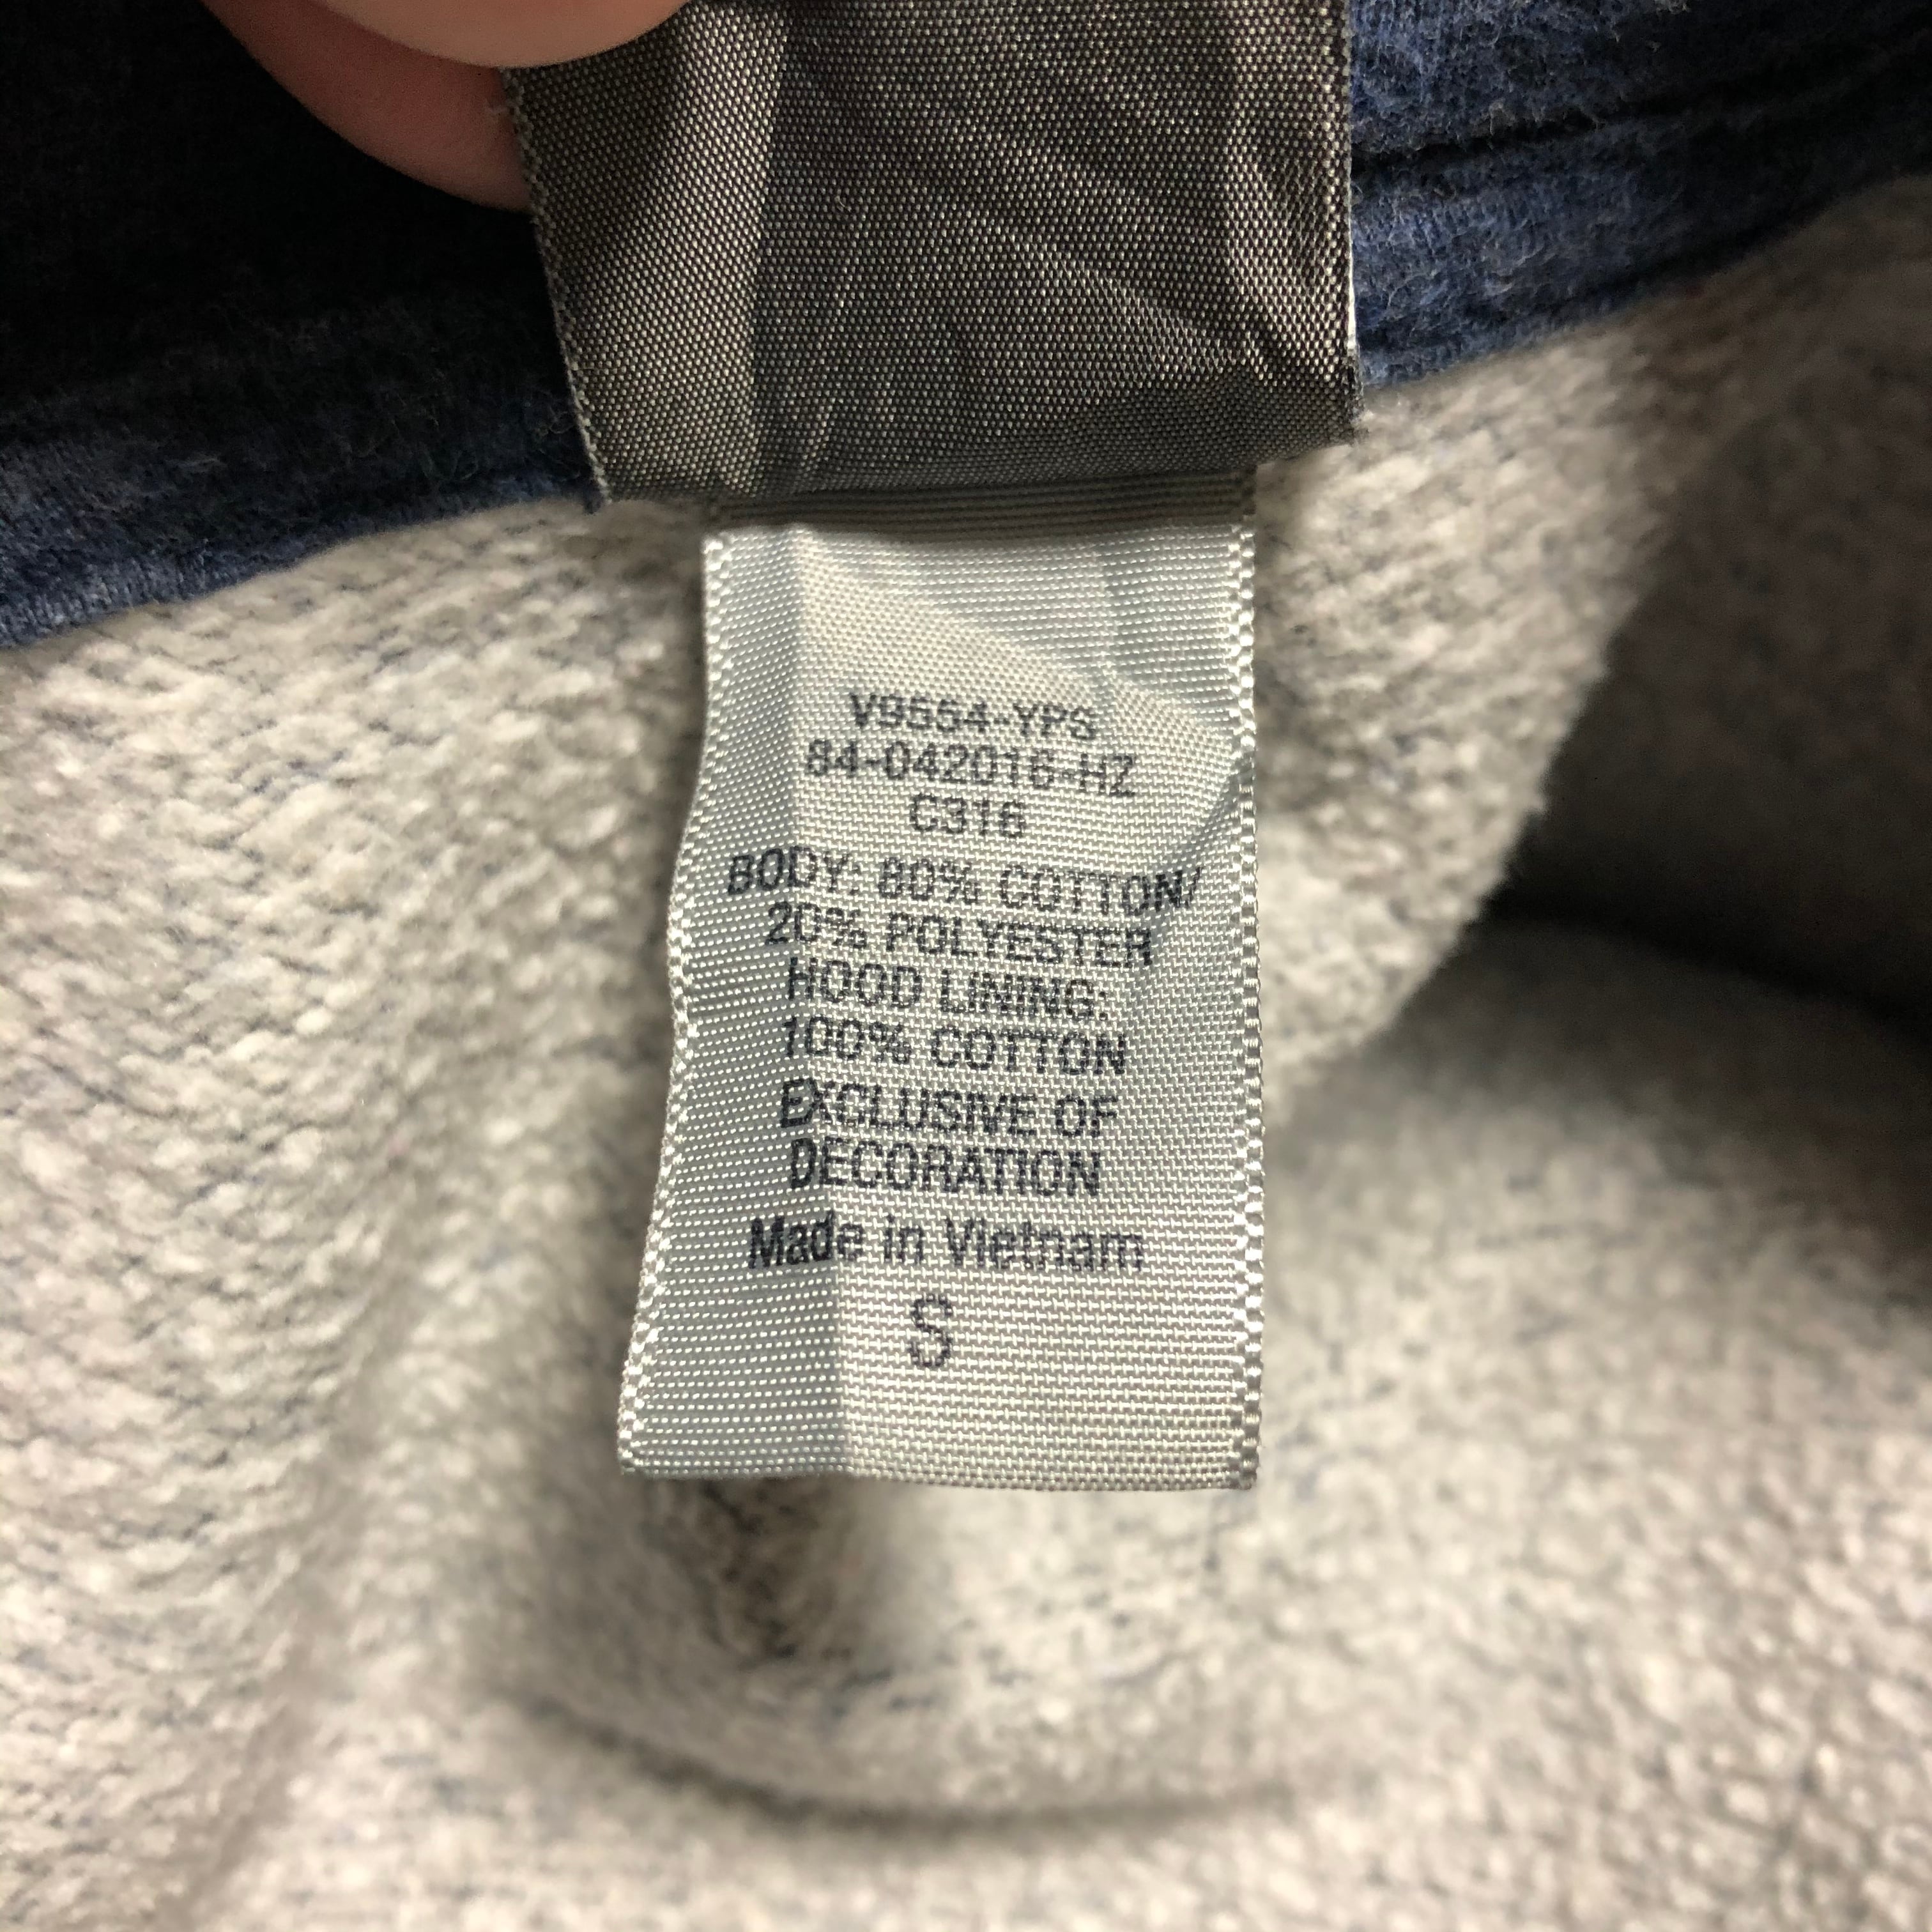 V9554-YPS
84-042016-HZ
C316
BODY: 80% COTTON/
20% POLYESTER
HOOD LINING:
100% COTTON
EXCLUSIVE OF
DECORATION
Made in Vietnam
S